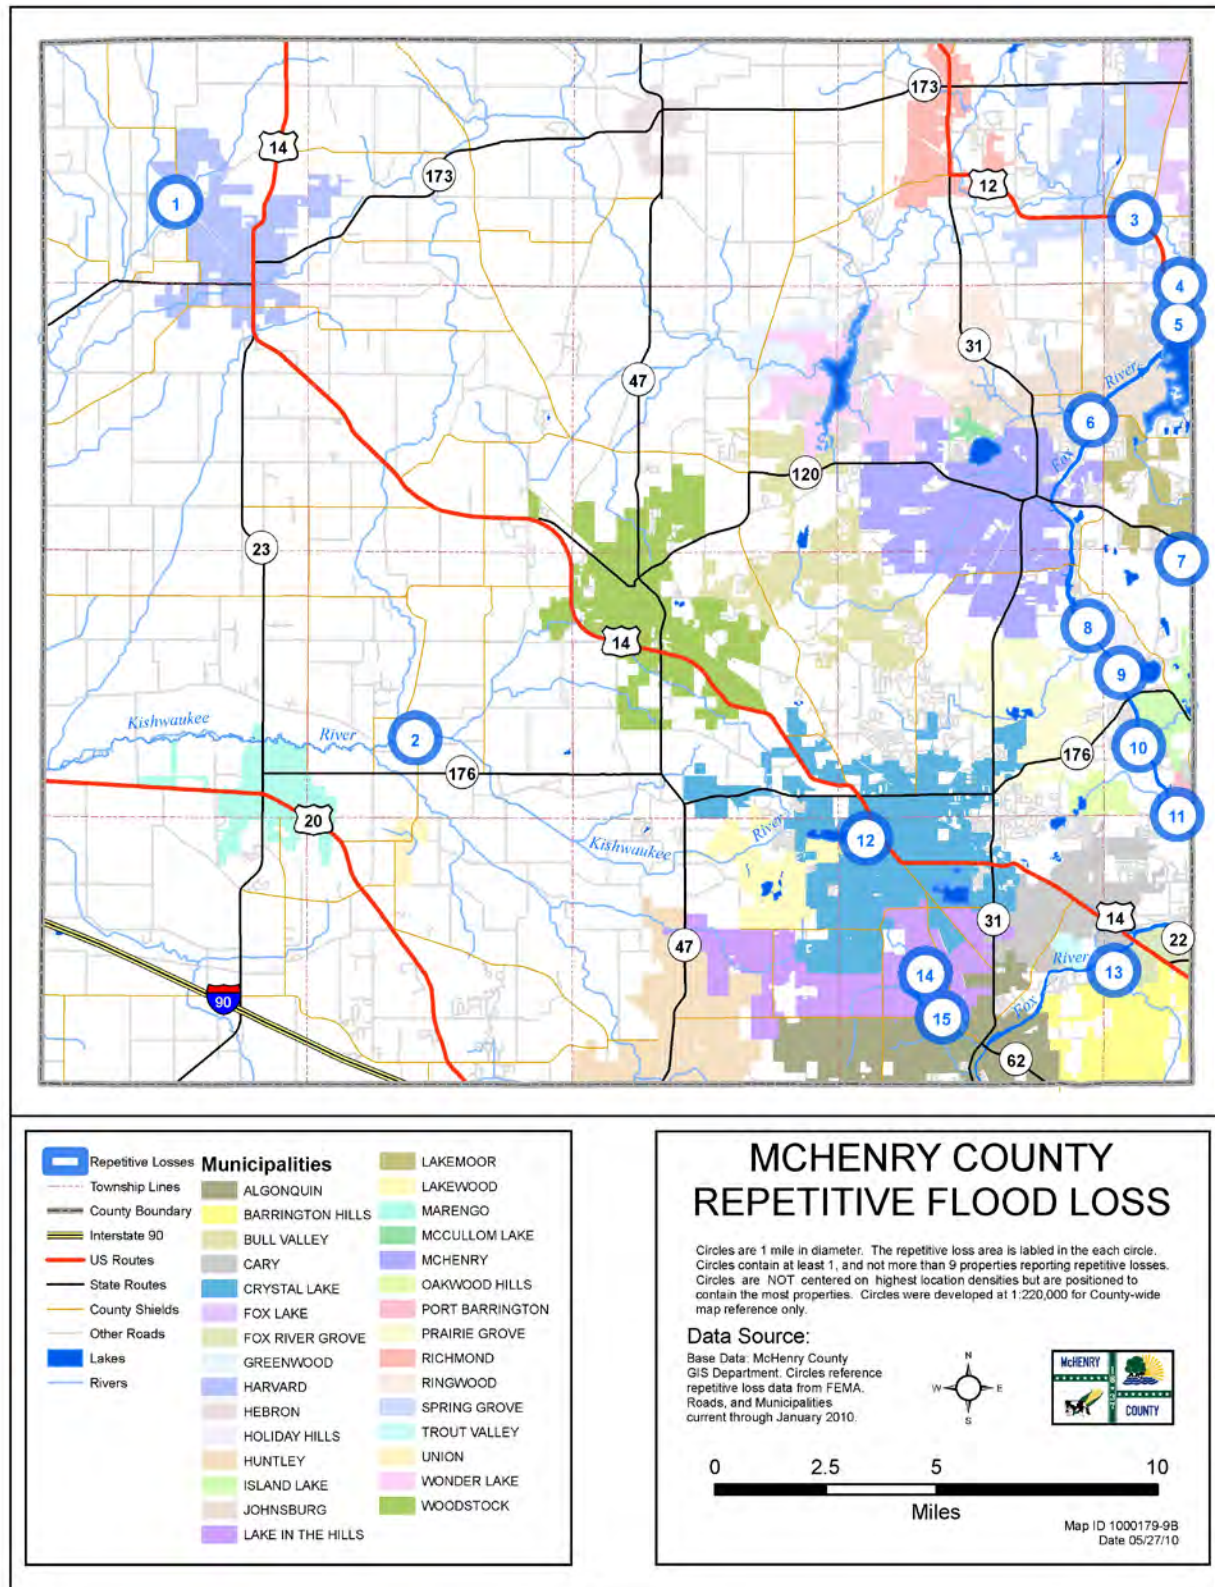 173
14
173
1
12
3
4
5
31
River
47
6
Fox
120
23
7
14
8
9
Kishwaukee
River
2
10
176
176
11
20
River
12
Kishwaukee
14
31
22
47
River
14
13
90
Fox
15
62
Repetitive Losses
Township Lines
County Boundary
Interstate 90
US Routes
State Routes
County Shields
Other Roads
Lakes
Rivers
Municipalities
ALGONQUIN
BARRINGTON HILLS
BULL VALLEY
CARY
CRYSTAL LAKE
FOX LAKE
FOX RIVER GROVE
GREENWOOD
HARVARD
HEBRON
HOLIDAY HILLS
HUNTLEY
ISLAND LAKE
JOHNSBURG
LAKE IN THE HILLS
LAKEMOOR
LAKEWOOD
MARENGO
MCCULLOM LAKE
MCHENRY
OAKWOOD HILLS
PORT BARRINGTON
PRAIRIE GROVE
RICHMOND
RINGWOOD
SPRING GROVE
TROUT VALLEY
UNION
WONDER LAKE
WOODSTOCK
MCHENRY COUNTY
REPETITIVE FLOOD LOSS
Circles are 1 mile in diameter. The repetitive loss area is labled in the each circle.
Circles contain at least 1, and not more than 9 properties reporting repetitive losses.
Circles are NOT centered on highest location densities but are positioned to
contain the most properties. Circles were developed at 1:220,000 for County-wide
map reference only.
Data Source:
Base Data: McHenry County
GIS Department. Circles reference
repetitive loss data from FEMA.
Roads, and Municipalities
current through January 2010.
N
W E
S
McHENRY
COUNTY
0 2.5 5 10
Miles
Map ID 1000179-9B
Date 05/27/10